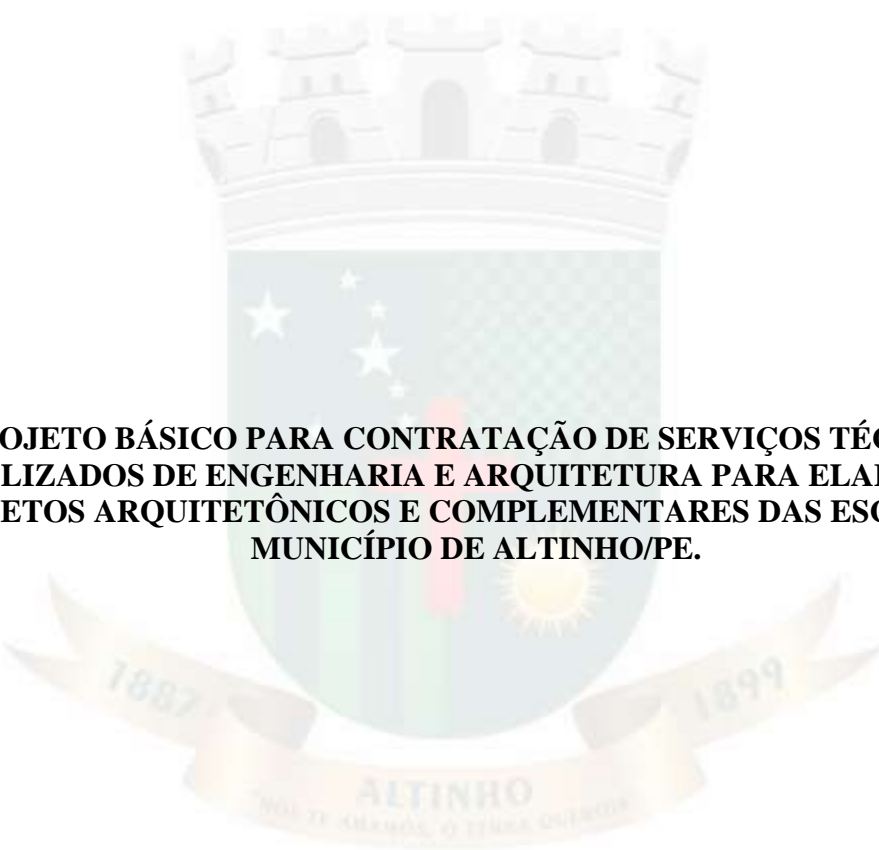 OJETO BÁSICO PARA CONTRATAÇÃO DE SERVIÇOS TÉC
LIZADOS DE ENGENHARIA E ARQUITETURA PARA ELA
ETOS ARQUITETÔNICOS E COMPLEMENTARES DAS ESC
MUNICÍPIO DE ALTINHO/PE.
1887
1899
ALTINHO